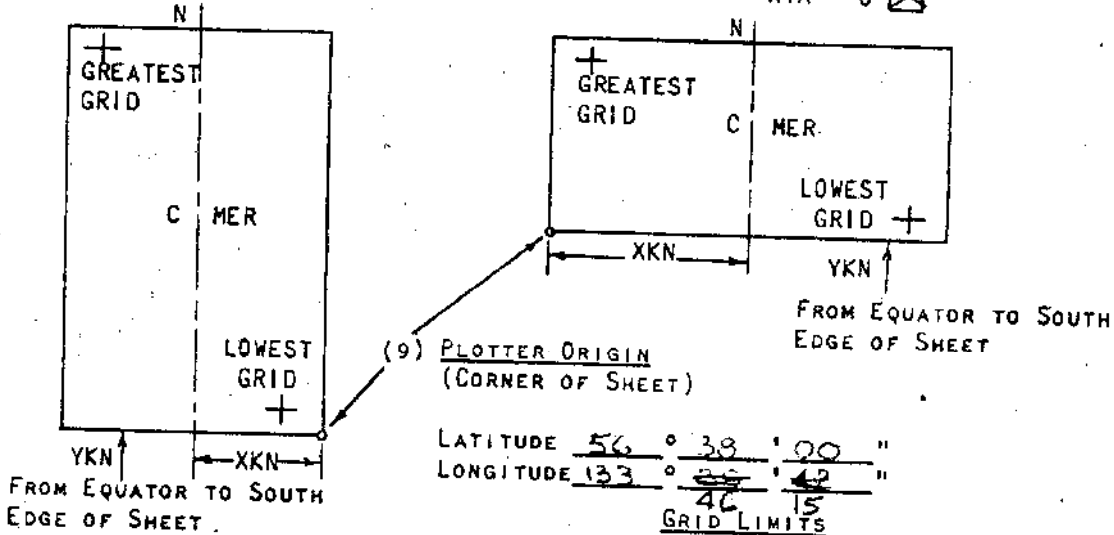 N
GREATEST
GRID
C MER
LOWEST
GRID
YKN
XKN
FROM EQUATOR TO SOUTH
EDGE OF SHEET.
N
GREATEST
GRID
C MER
LOWEST
GRID
XKN
YKN
FROM EQUATOR TO SOUTH
EDGE OF SHEET
(9) PLOTTER ORIGIN
(CORNER OF SHEET)
LATITUDE 56 ° 38 ' 00 "
LONGITUDE 133 ° ' "
46 15
GRID LIMITS